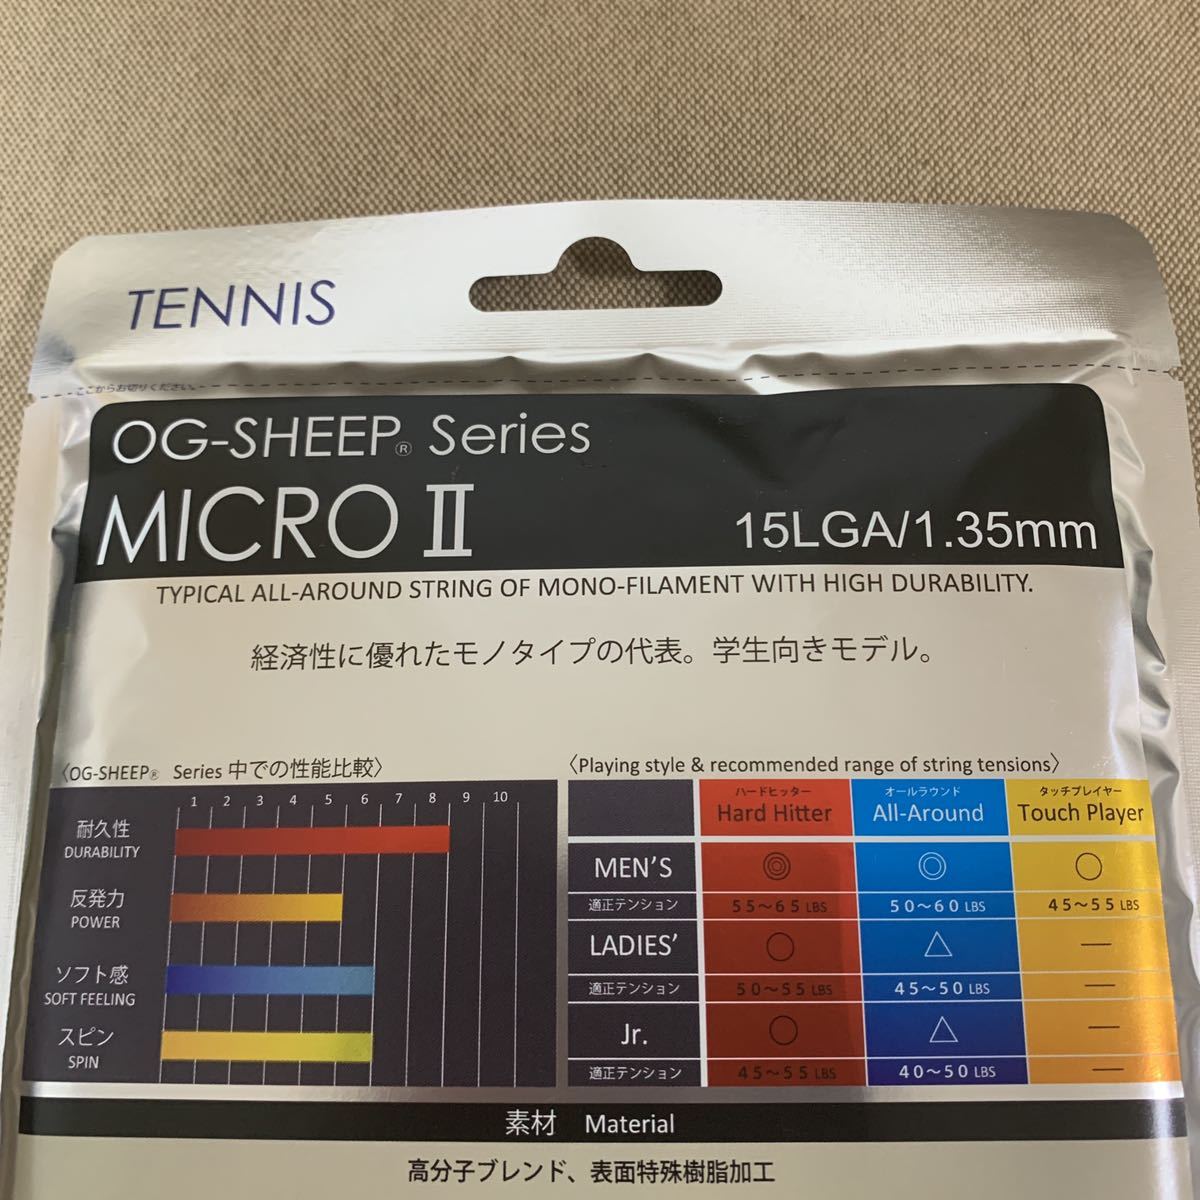 TENNIS
ここからお切りください。
OG-SHEEP® Series
MICRO II
15LGA/1.35mm
TYPICAL ALL-AROUND STRING OF MONO-FILAMENT WITH HIGH DURABILITY.
経済性に優れたモノタイプの代表。学生向きモデル。
〈OG-SHEEP® Series 中での性能比較〉
1 2 3 4 5 6 7 8 9 10
耐久性
DURABILITY
反発力
POWER
ソフト感
SOFT FEELING
スピン
SPIN
〈Playing style & recommended range of string tensions〉
ハードヒッター オールラウンド タッチプレイヤー
Hard Hitter All-Around Touch Player
MEN'S ◎ ◎ ○
適正テンション 55〜65 LBS 50〜60 LBS 45〜55 LBS
LADIES' ○ △ —
適正テンション 50〜55 LBS 45〜50 LBS —
Jr. ○ △ —
適正テンション 45〜55 LBS 40〜50 LBS —
素材 Material
高分子ブレンド、表面特殊樹脂加工